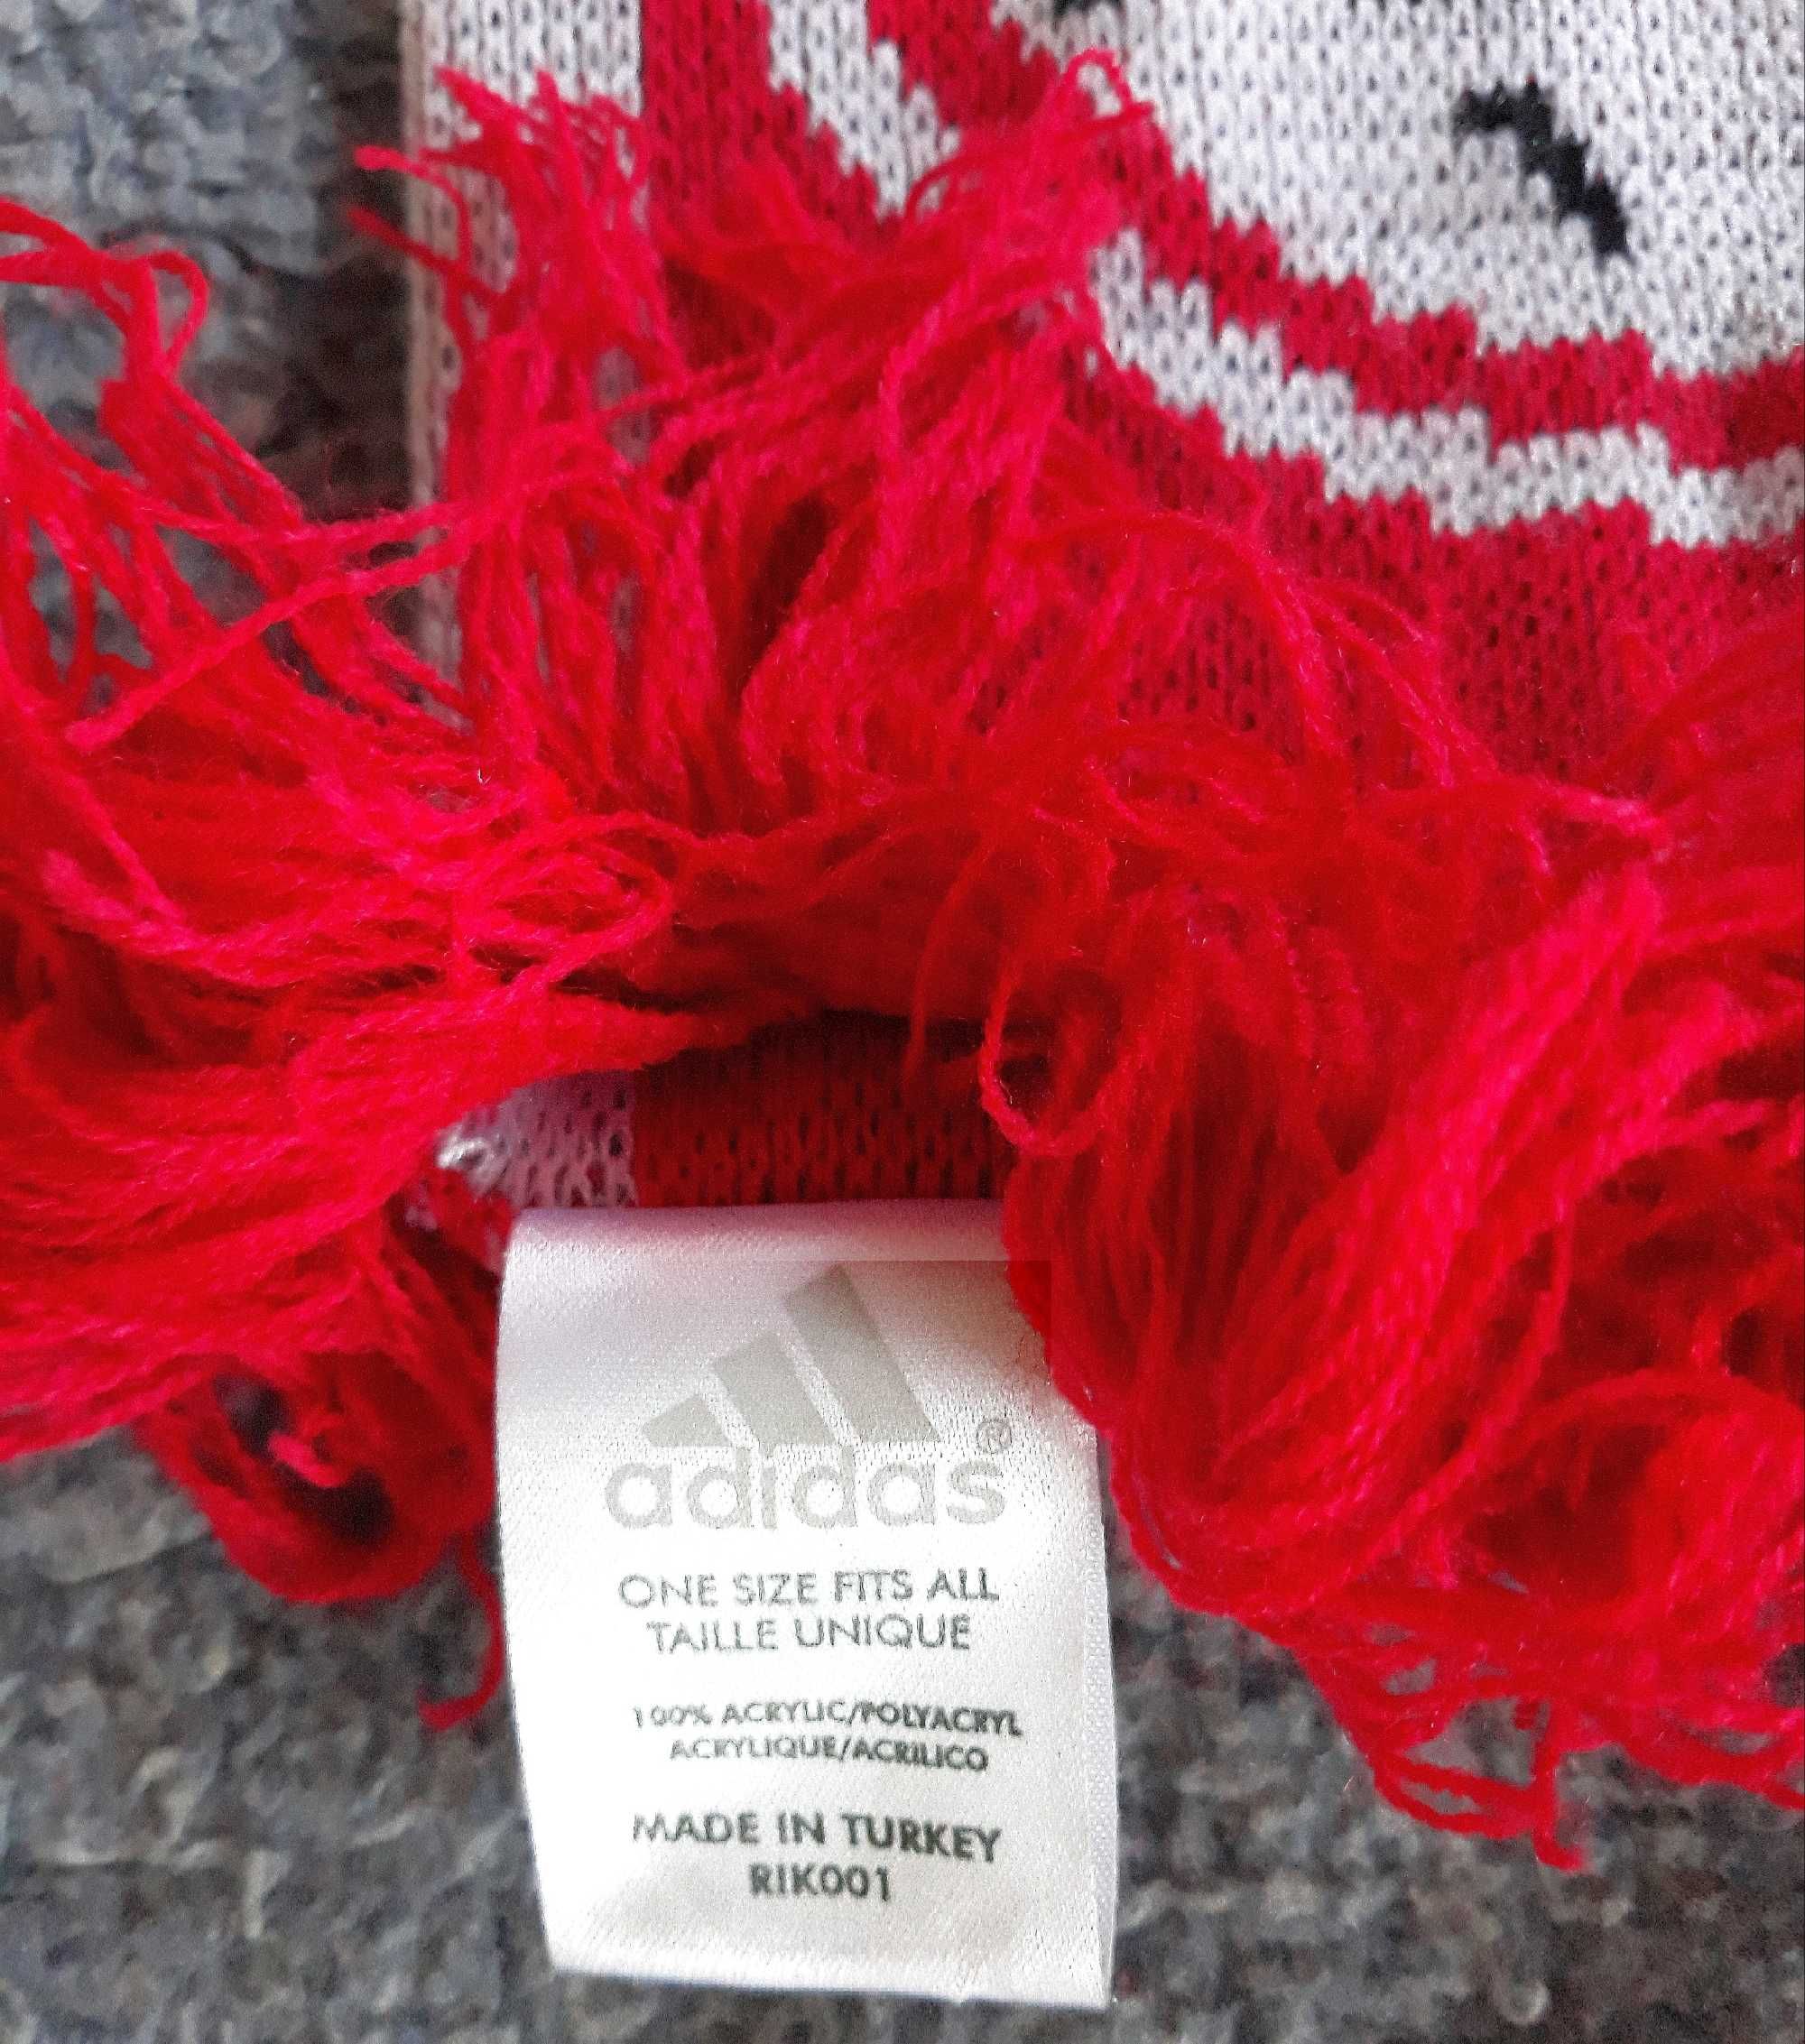 adidas®
ONE SIZE FITS ALL
TAILLE UNIQUE
100% ACRYLIC/POLYACRYL
ACRYLIQUE/ACRILICO
MADE IN TURKEY
RIK001